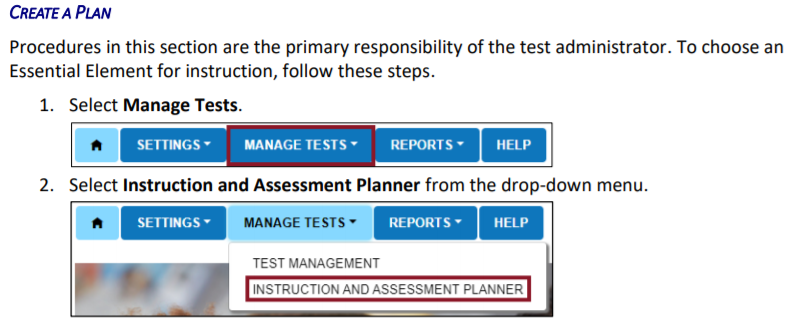 CREATE A PLAN
Procedures in this section are the primary responsibility of the test administrator. To choose an
Essential Element for instruction, follow these steps.
1. Select Manage Tests.
SETTINGS MANAGE TESTS REPORTS HELP
2. Select Instruction and Assessment Planner from the drop-down menu.
SETTINGS MANAGE TESTS REPORTS HELP
TEST MANAGEMENT
INSTRUCTION AND ASSESSMENT PLANNER